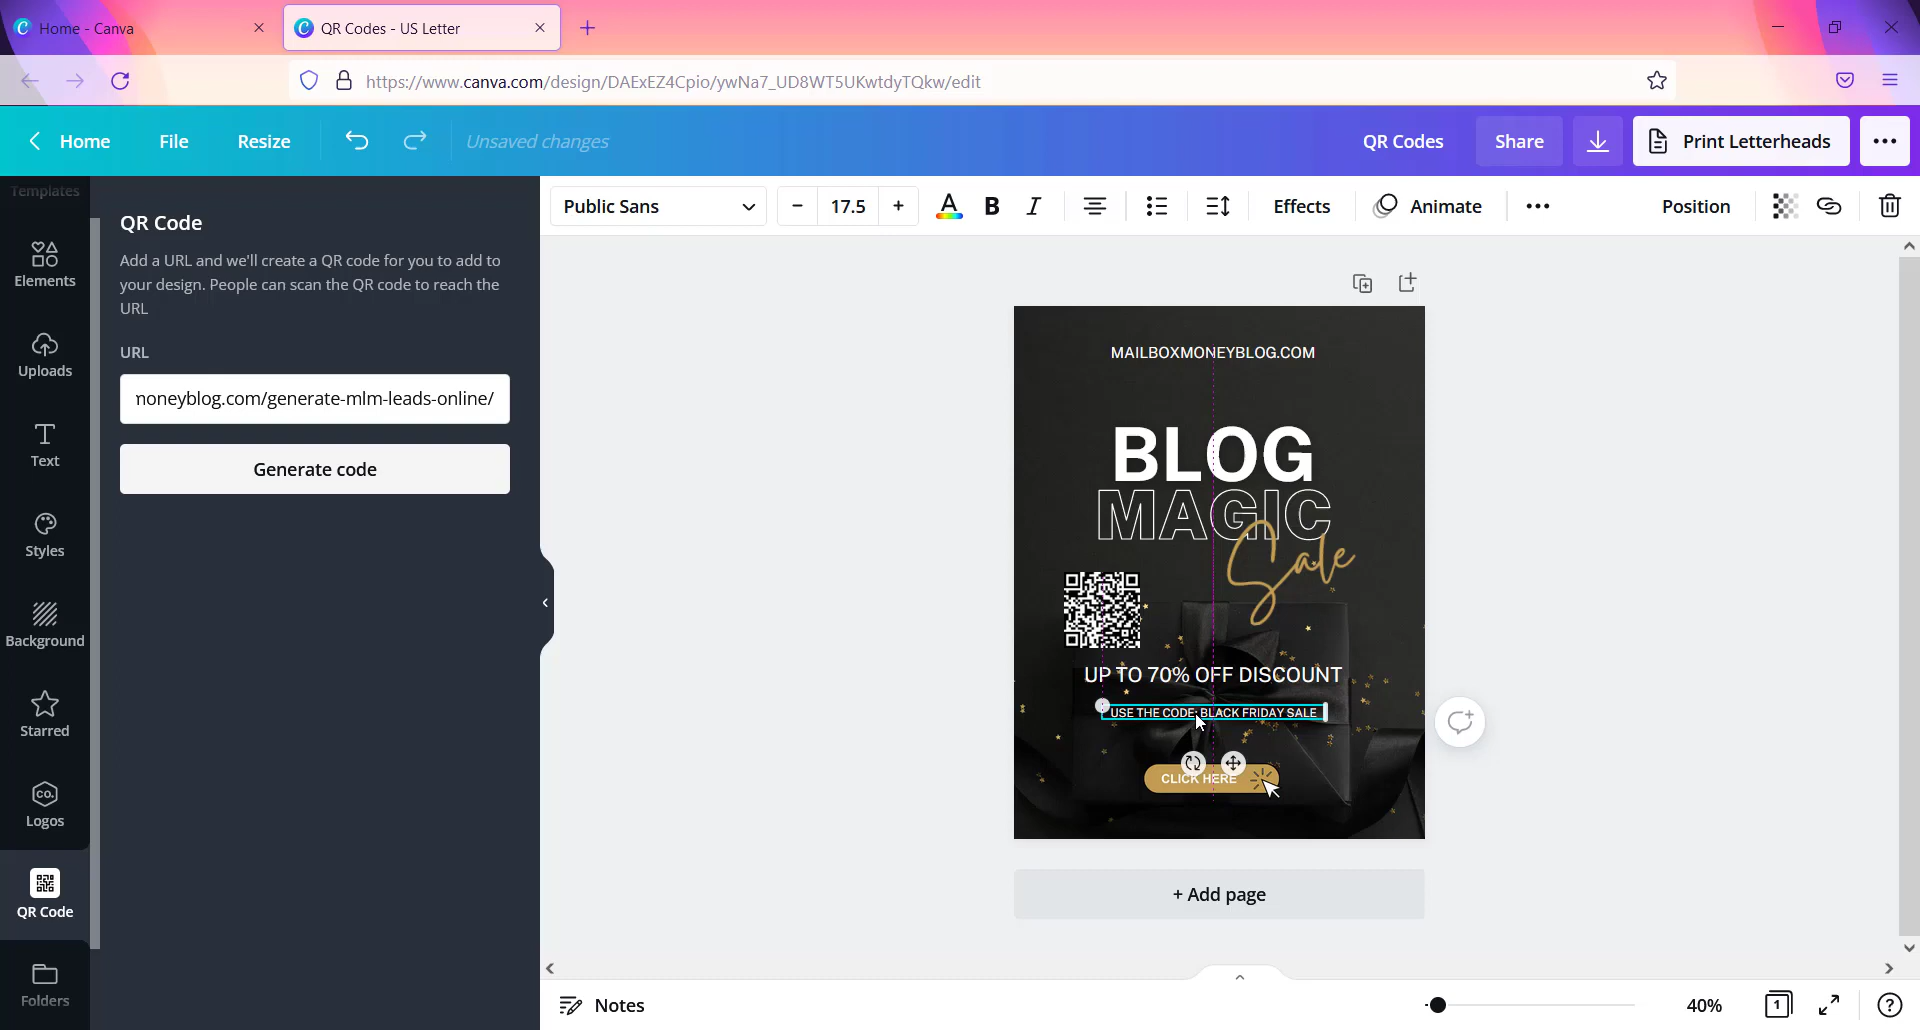 Home - Canva
QR Codes - US Letter
https://www.canva.com/design/DAExEZ4Cpio/ywNa7_UD8WT5UKwtdyTQkw/edit
Home
File
Resize
Unsaved changes
QR Codes
Share
Print Letterheads
Templates
Elements
Uploads
Text
Styles
Background
Starred
CO.
Logos
QR Code
Folders
QR Code
Add a URL and we'll create a QR code for you to add to
your design. People can scan the QR code to reach the
URL
URL
noneyblog.com/generate-mlm-leads-online/
Generate code
Public Sans
17.5
A
B
I
Effects
Animate
Position
MAILBOXMONEYBLOG.COM
BLOG
MAGIC
Sale
UP TO 70% OFF DISCOUNT
USE THE CODE: BLACK FRIDAY SALE
CLICK HERE
+ Add page
Notes
40%
1
?